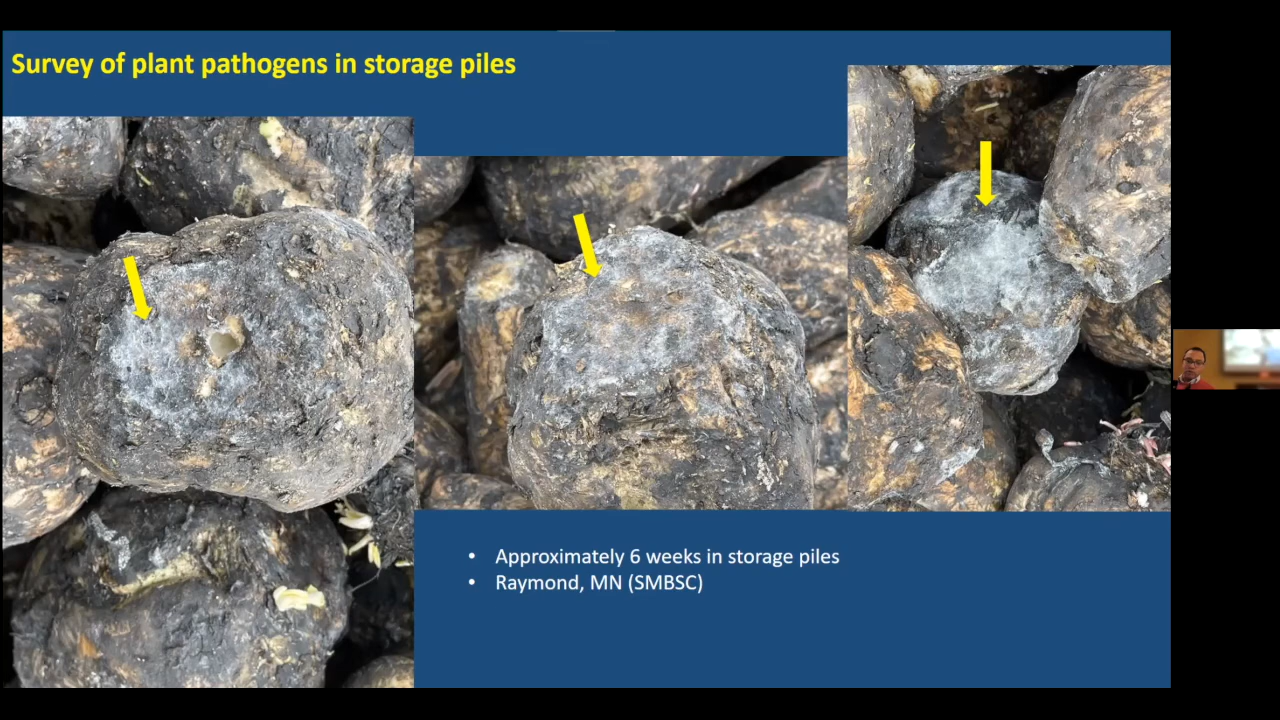 Survey of plant pathogens in storage piles
• Approximately 6 weeks in storage piles
• Raymond, MN (SMBSC)